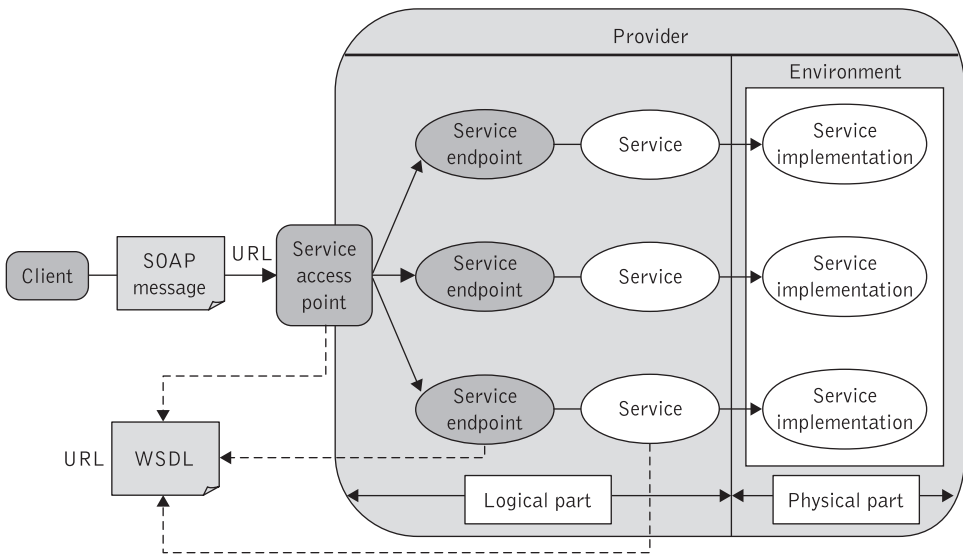 Provider
Environment
Service
endpoint
Service
Service
implementation
Client
SOAP
message
URL
Service
access
point
Service
endpoint
Service
Service
implementation
Service
endpoint
Service
Service
implementation
URL
WSDL
Logical part
Physical part